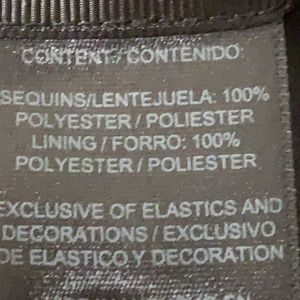 CONTEXT / CONTENIDO
SEQUINS/LENTEJUELA: 100%
POLYESTER / POLIESTER
LINING / FORRO: 100%
POLYESTER / POLIESTER
EXCLUSIVE OF ELASTICS AND
DECORATIONS / EXCLUSIVO
DE ELASTICO Y DECORATION